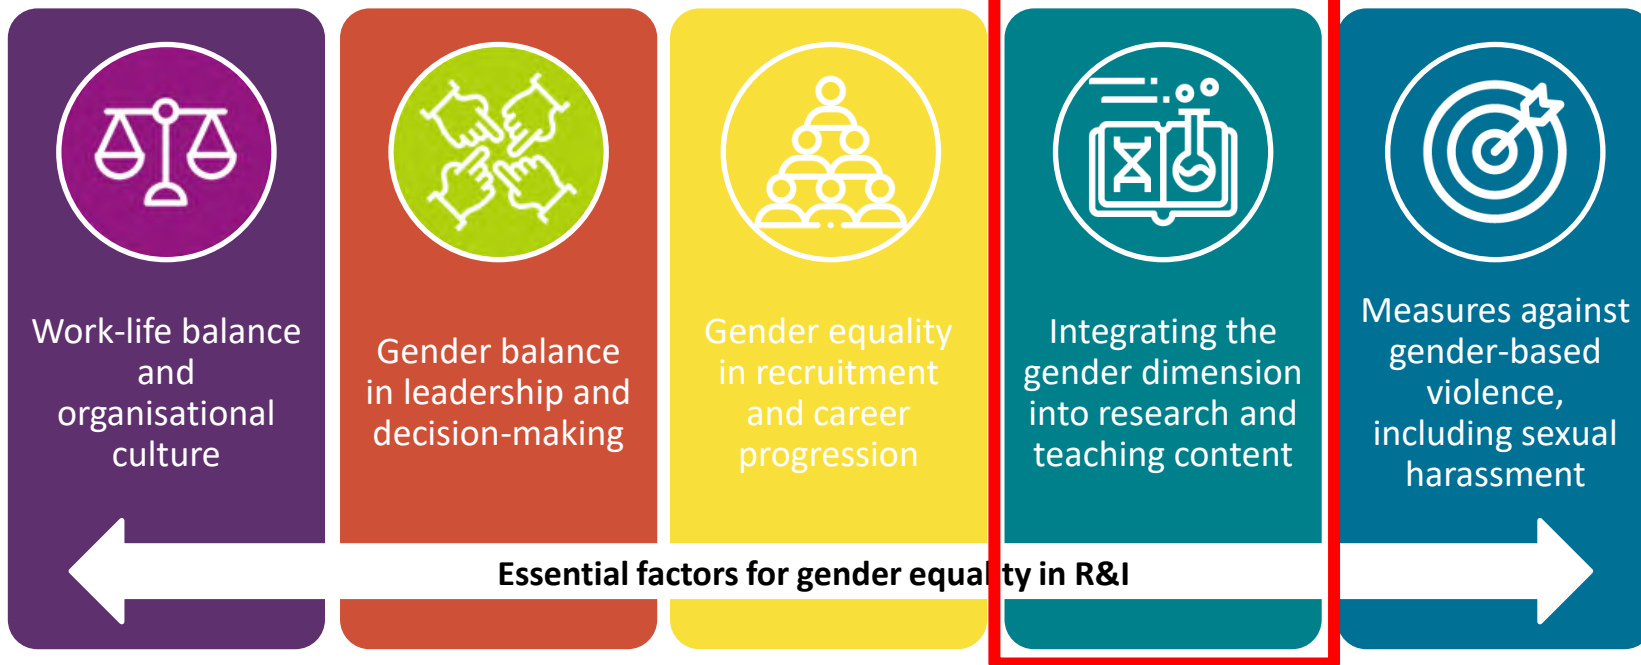 Work-life balance
and
organisational
culture
Gender balance
in leadership and
decision-making
Gender equality
in recruitment
and career
progression
Integrating the
gender dimension
into research and
teaching content
Measures against
gender-based
violence,
including sexual
harassment
Essential factors for gender equality in R&I